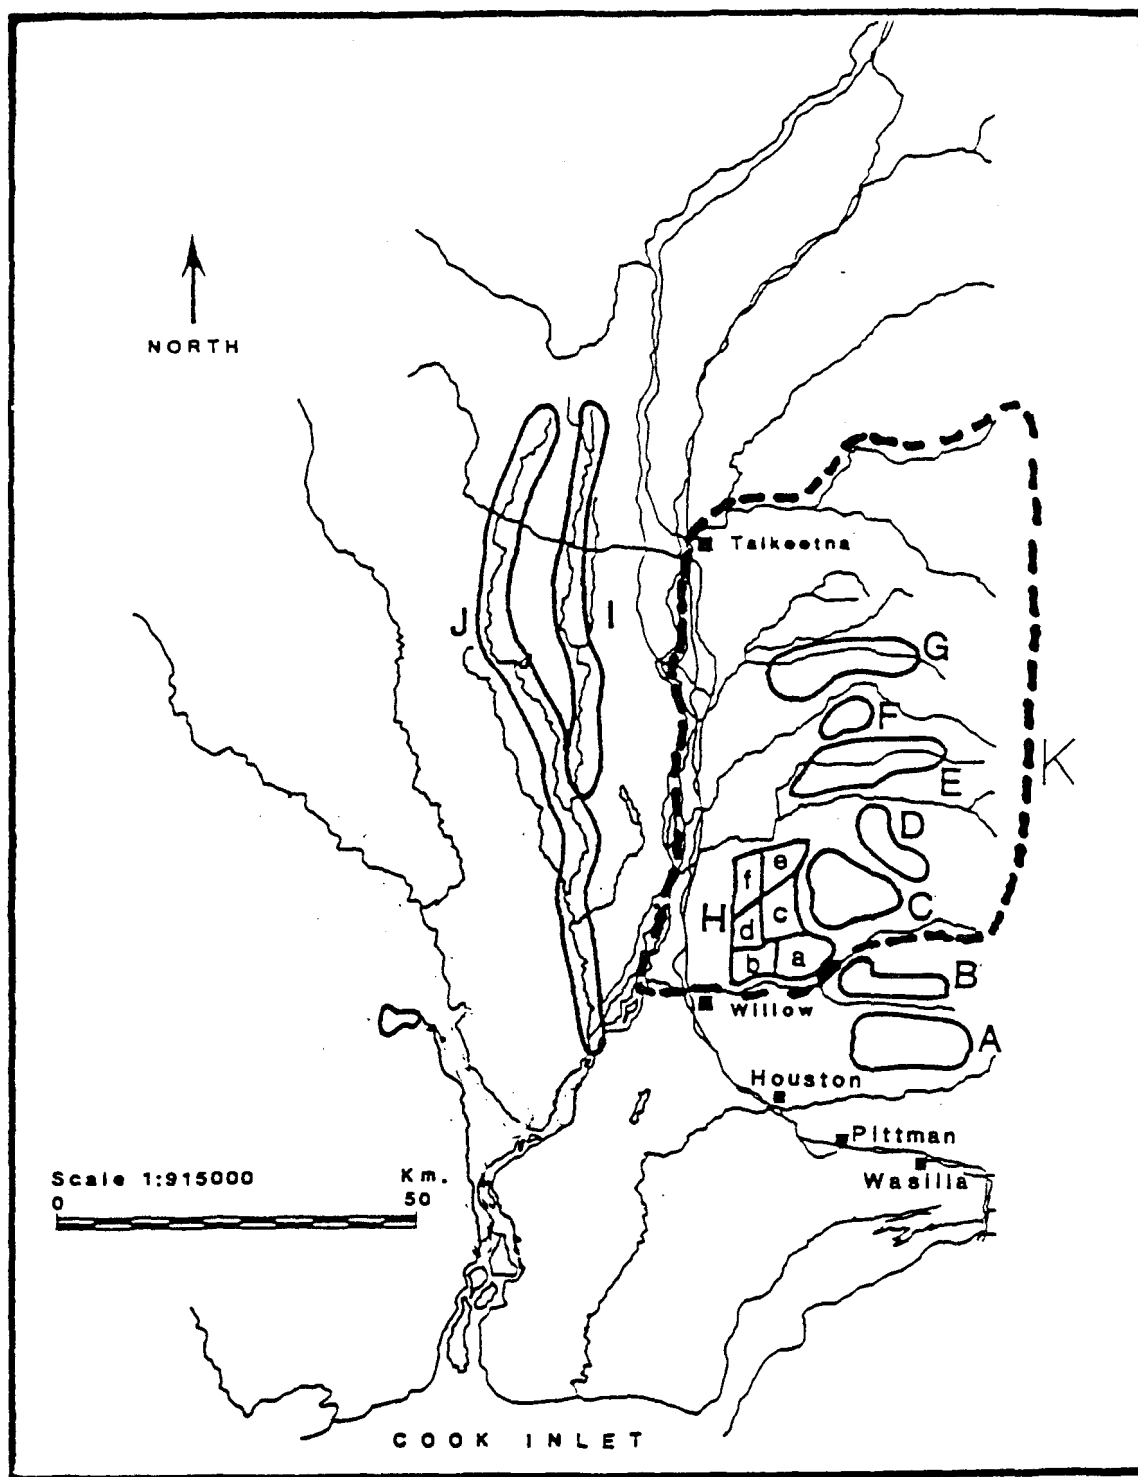 NORTH
Talkeetna
J
I
G
F
E
K
D
e
f
C
H
c
d
b
a
B
Willow
A
Houston
Pittman
Wasilla
Scale 1:915000
Km.
0
50
COOK INLET